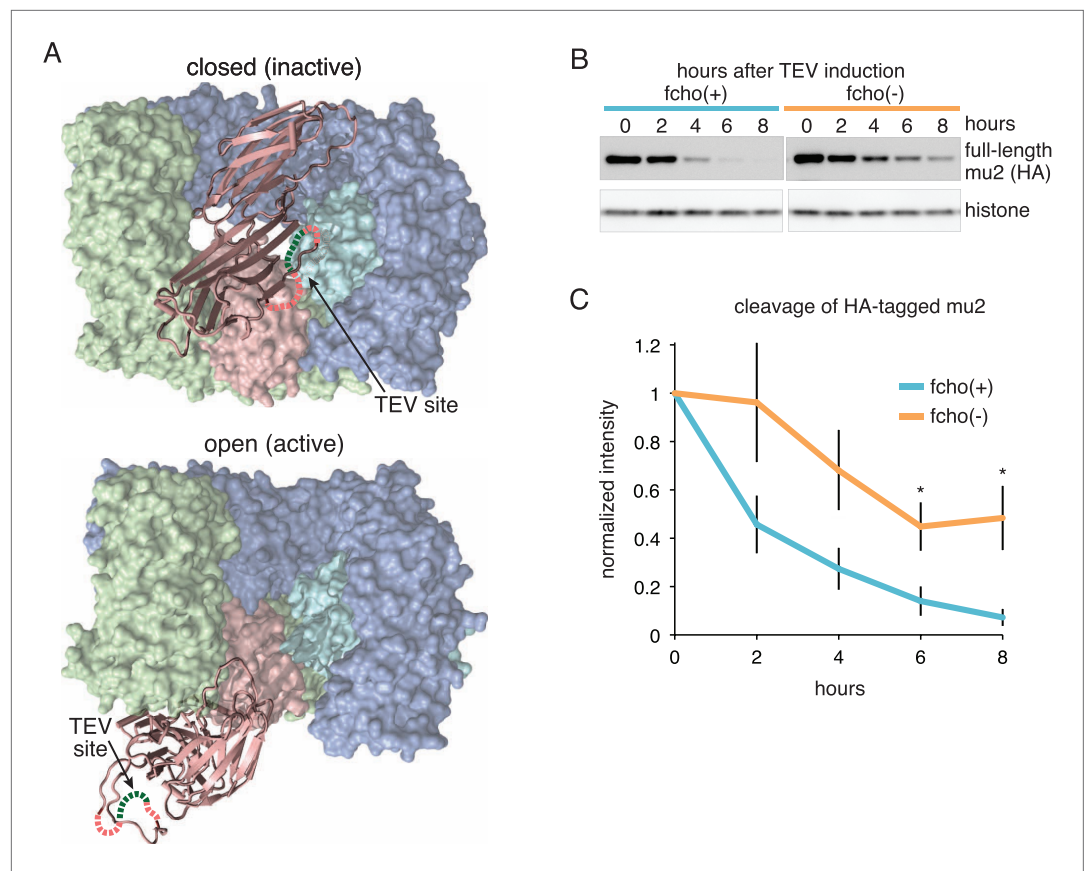 A
closed (inactive)
TEV site
open (active)
TEV
site
B
hours after TEV induction
fcho(+) fcho(-)
0 2 4 6 8 0 2 4 6 8 hours
full-length
mu2 (HA)
histone
C
cleavage of HA-tagged mu2
1.2
1
0.8
0.6
0.4
0.2
0
normalized intensity
fcho(+)
fcho(-)
* *
0 2 4 6 8
hours